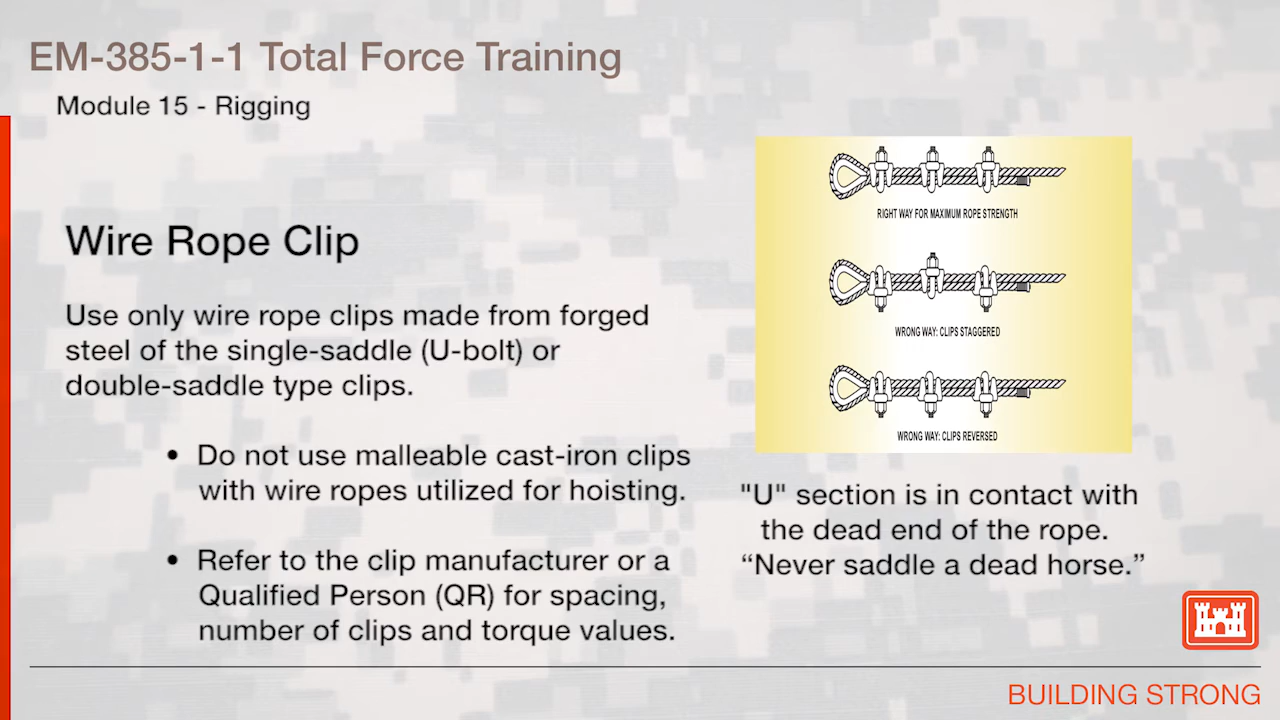 EM-385-1-1 Total Force Training
Module 15 - Rigging
Wire Rope Clip
Use only wire rope clips made from forged
steel of the single-saddle (U-bolt) or
double-saddle type clips.
• Do not use malleable cast-iron clips
with wire ropes utilized for hoisting.
• Refer to the clip manufacturer or a
Qualified Person (QR) for spacing,
number of clips and torque values.
RIGHT WAY FOR MAXIMUM ROPE STRENGTH
WRONG WAY: CLIPS STAGGERED
WRONG WAY: CLIPS REVERSED
"U" section is in contact with
the dead end of the rope.
“Never saddle a dead horse.”
BUILDING STRONG